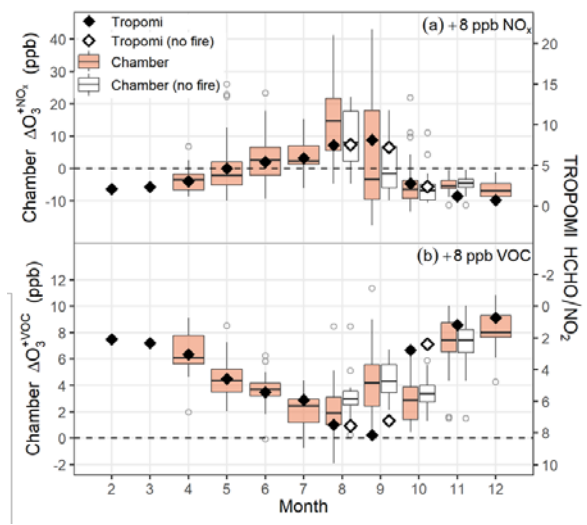 ◆ Tropomi
◇ Tropomi (no fire)
Chamber
Chamber (no fire)
(a) +8 ppb NOₓ
Chamber ΔO₃⁺ᴺᴼˣ (ppb)
40
30
20
10
0
-10
20
15
10
5
0
(b) +8 ppb VOC
Chamber ΔO₃⁺ⱽᴼᶜ (ppb)
12
10
8
6
4
2
0
-2
-2
0
2
4
6
8
10
TROPOMI HCHO/NO₂
2 3 4 5 6 7 8 9 10 11 12
Month